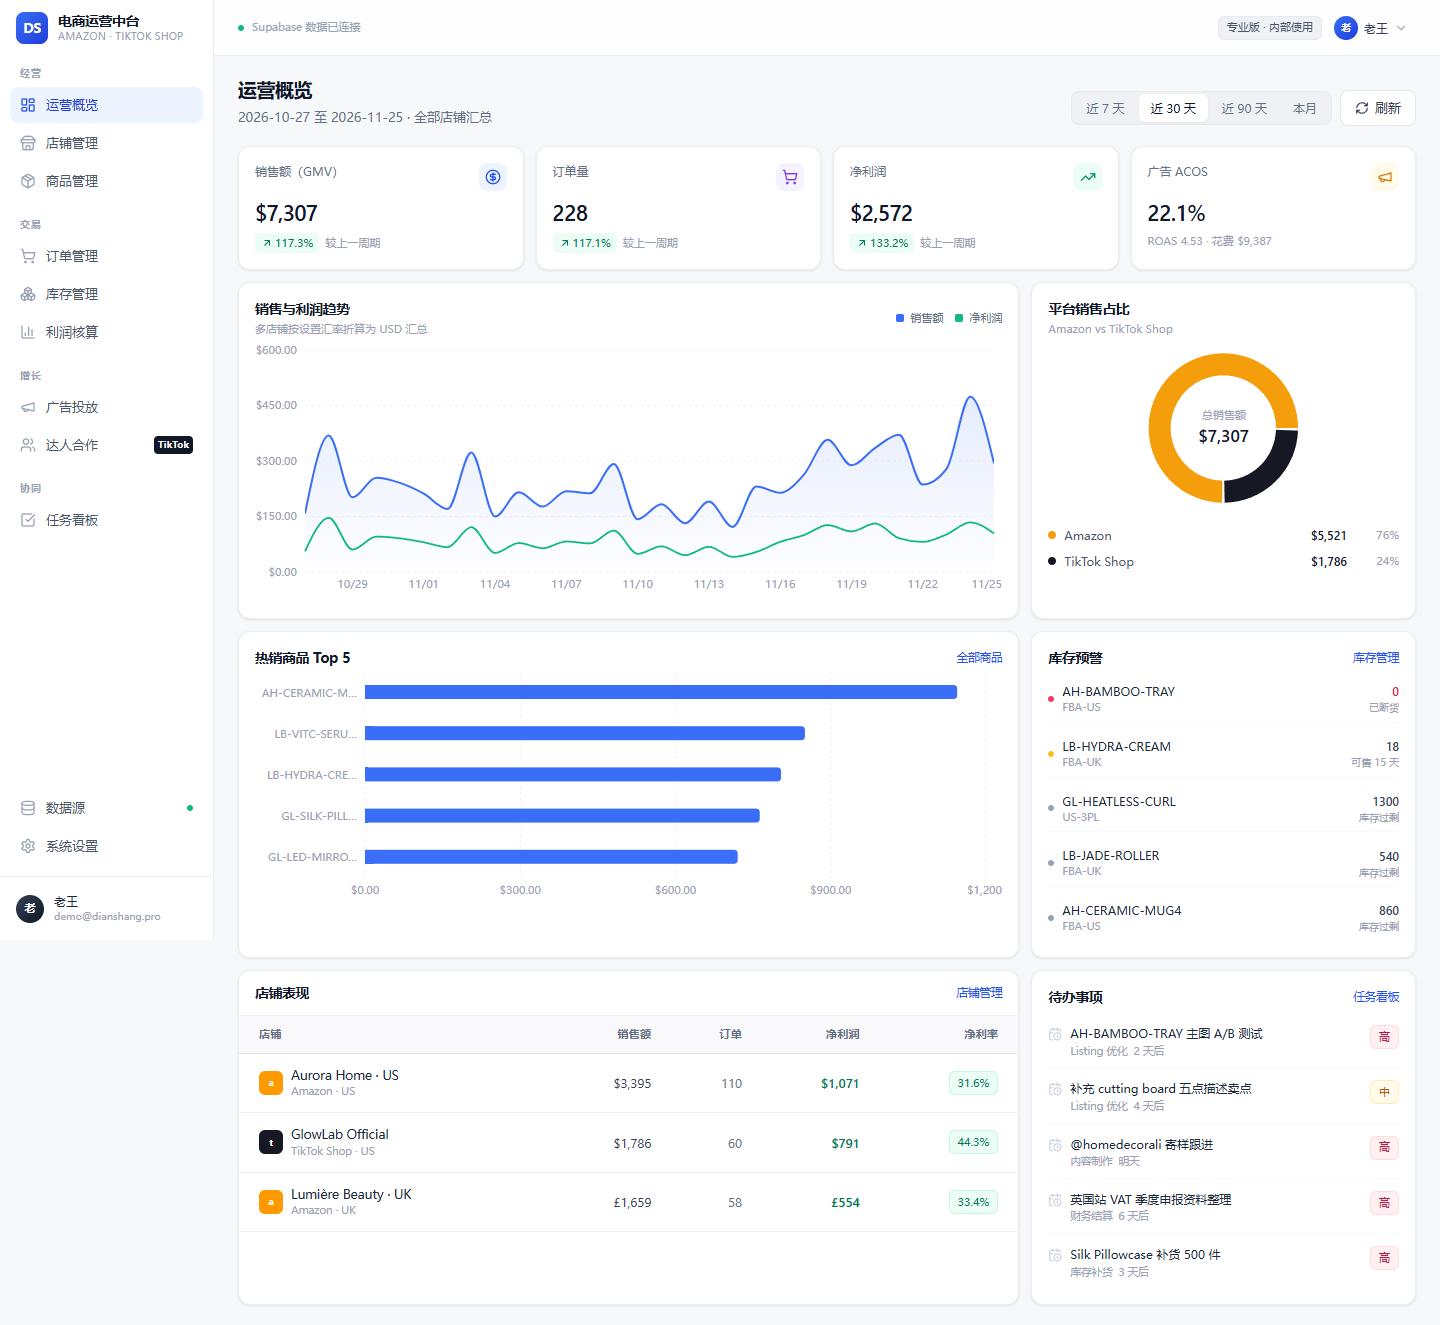 DS
电商运营中台
AMAZON · TIKTOK SHOP
经营
运营概览
店铺管理
商品管理
交易
订单管理
库存管理
利润核算
增长
广告投放
达人合作
TikTok
协同
任务看板
数据源
系统设置
老
老王
demo@dianshang.pro
Supabase 数据已连接
专业版 · 内部使用
老
老王
运营概览
2026-10-27 至 2026-11-25 · 全部店铺汇总
近 7 天
近 30 天
近 90 天
本月
刷新
销售额（GMV）
$7,307
117.3% 较上一周期
订单量
228
117.1% 较上一周期
净利润
$2,572
133.2% 较上一周期
广告 ACOS
22.1%
ROAS 4.53 · 花费 $9,387
销售与利润趋势
多店铺按设置汇率折算为 USD 汇总
销售额
净利润
$600.00
$450.00
$300.00
$150.00
$0.00
10/29
11/01
11/04
11/07
11/10
11/13
11/16
11/19
11/22
11/25
平台销售占比
Amazon vs TikTok Shop
总销售额
$7,307
Amazon $5,521 76%
TikTok Shop $1,786 24%
热销商品 Top 5
全部商品
AH-CERAMIC-M...
LB-VITC-SERU...
LB-HYDRA-CRE...
GL-SILK-PILL...
GL-LED-MIRRO...
$0.00
$300.00
$600.00
$900.00
$1,200
库存预警
库存管理
AH-BAMBOO-TRAY 0
FBA-US 已断货
LB-HYDRA-CREAM 18
FBA-UK 可售 15 天
GL-HEATLESS-CURL 1300
US-3PL 库存过剩
LB-JADE-ROLLER 540
FBA-UK 库存过剩
AH-CERAMIC-MUG4 860
FBA-US 库存过剩
店铺表现
店铺管理
店铺 销售额 订单 净利润 净利率
a
Aurora Home · US
Amazon · US
$3,395 110 $1,071 31.6%
t
GlowLab Official
TikTok Shop · US
$1,786 60 $791 44.3%
a
Lumière Beauty · UK
Amazon · UK
£1,659 58 £554 33.4%
待办事项
任务看板
AH-BAMBOO-TRAY 主图 A/B 测试
Listing 优化 2 天后
高
补充 cutting board 五点描述卖点
Listing 优化 4 天后
中
@homedecorali 寄样跟进
内容制作 明天
高
英国站 VAT 季度申报资料整理
财务结算 6 天后
高
Silk Pillowcase 补货 500 件
库存补货 3 天后
高